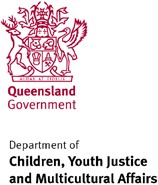 Queensland
Government
Department of
Children, Youth Justice
and Multicultural Affairs